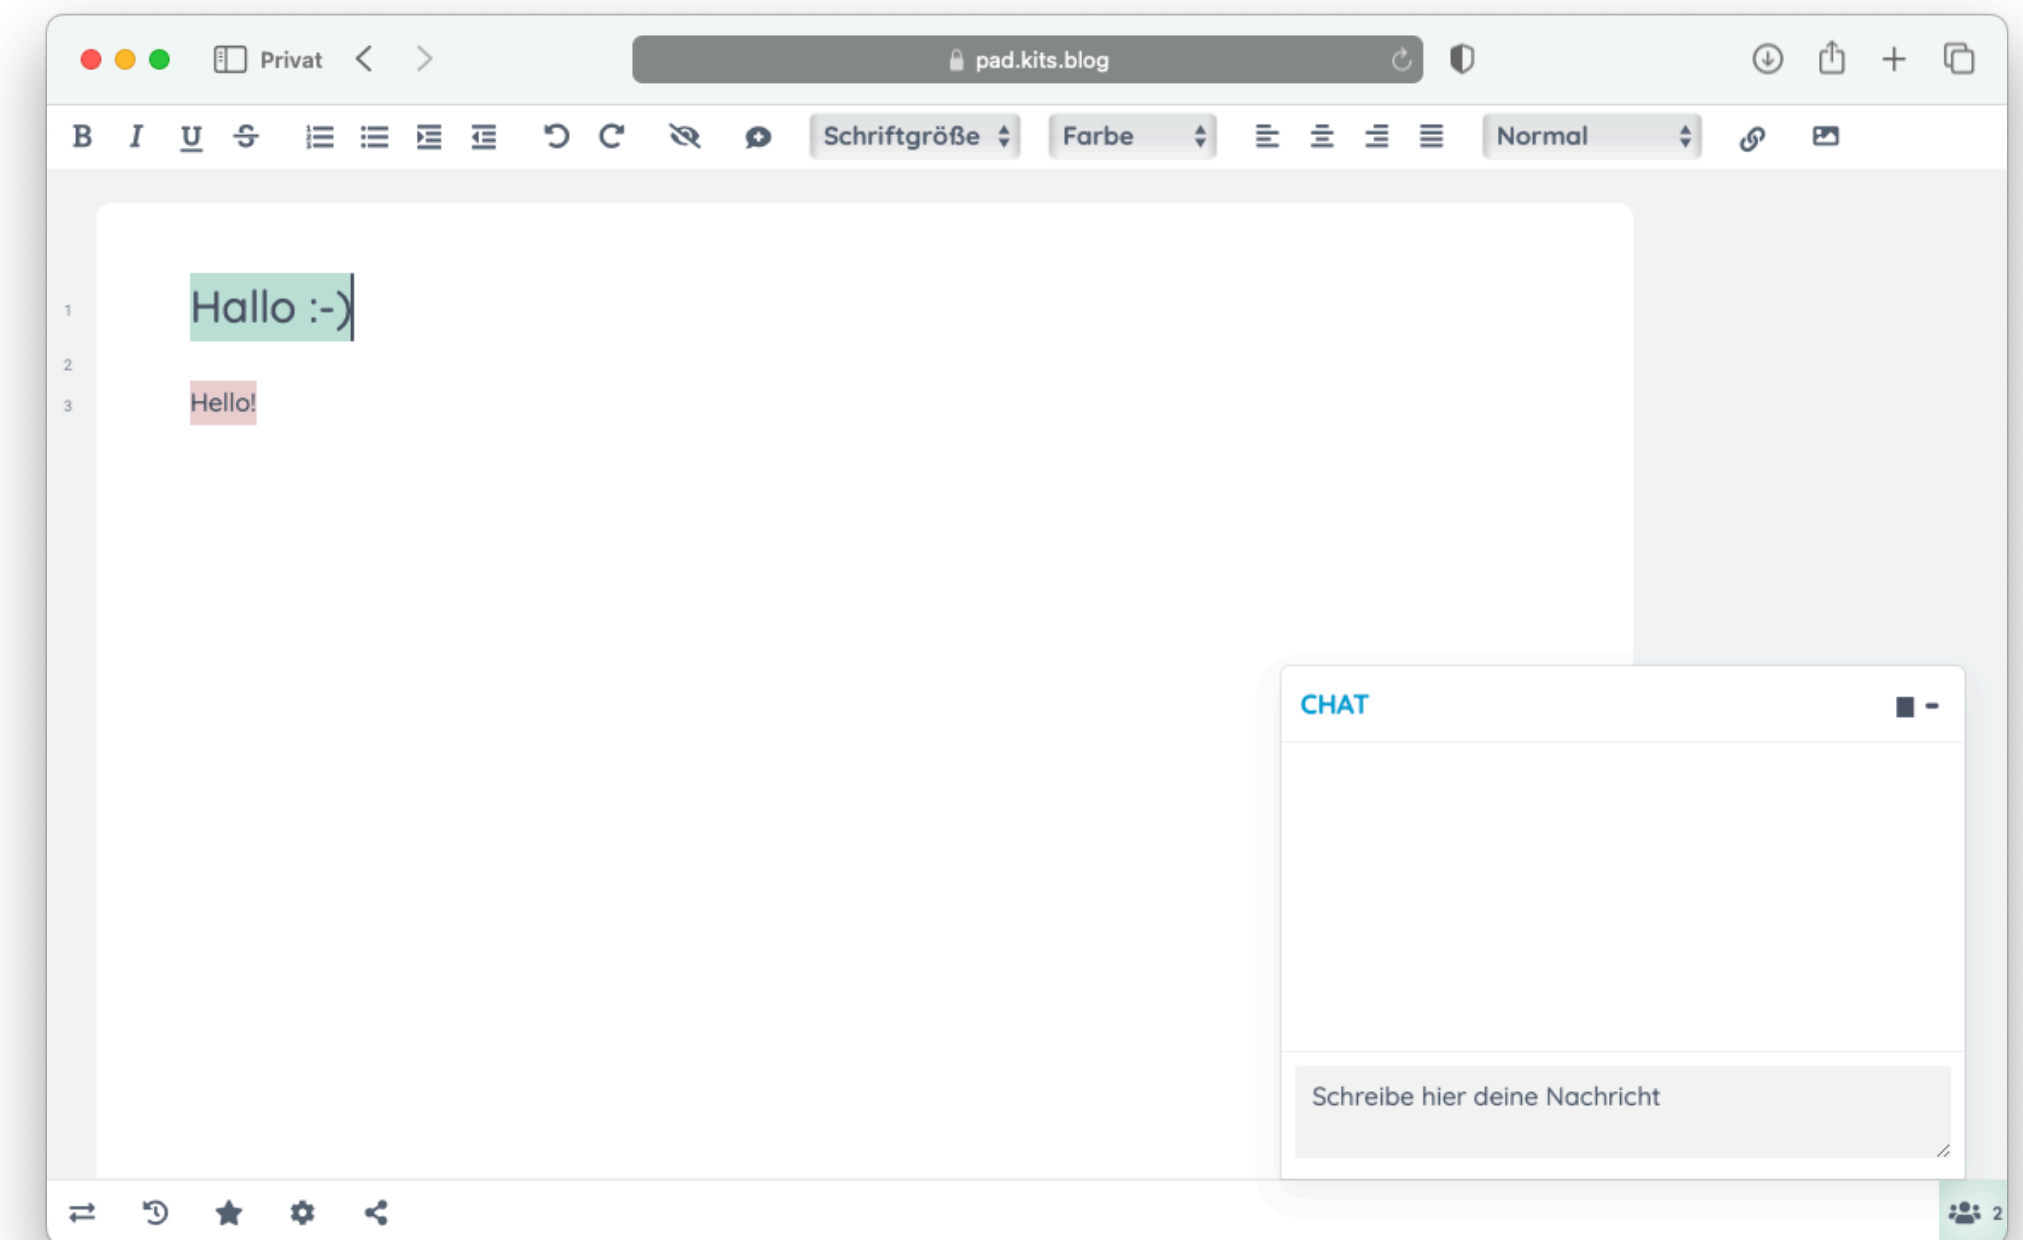 Privat
pad.kits.blog
B I U S Schriftgröße Farbe Normal
1 Hallo :-)
2
3 Hello!
CHAT
Schreibe hier deine Nachricht
2